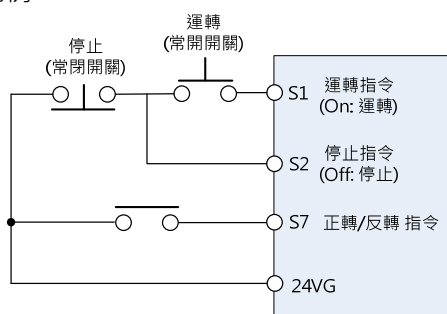 運轉
(常開開關)
停止
(常閉開關)
S1 運轉指令
(On: 運轉)
S2 停止指令
(Off: 停止)
S7 正轉/反轉 指令
24VG